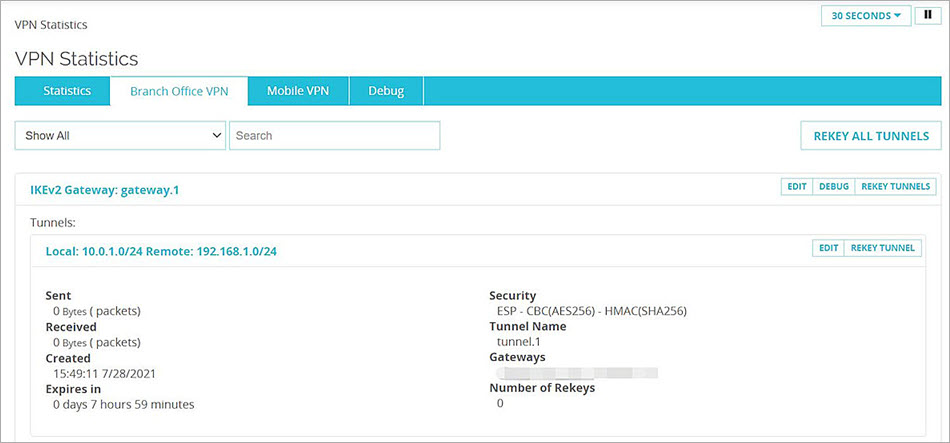 VPN Statistics
30 SECONDS
VPN Statistics
Statistics
Branch Office VPN
Mobile VPN
Debug
Show All
Search
REKEY ALL TUNNELS
IKEv2 Gateway: gateway.1
EDIT
DEBUG
REKEY TUNNELS
Tunnels:
Local: 10.0.1.0/24 Remote: 192.168.1.0/24
EDIT
REKEY TUNNEL
Sent
0 Bytes ( packets)
Received
0 Bytes ( packets)
Created
15:49:11 7/28/2021
Expires in
0 days 7 hours 59 minutes
Security
ESP - CBC(AES256) - HMAC(SHA256)
Tunnel Name
tunnel.1
Gateways
Number of Rekeys
0